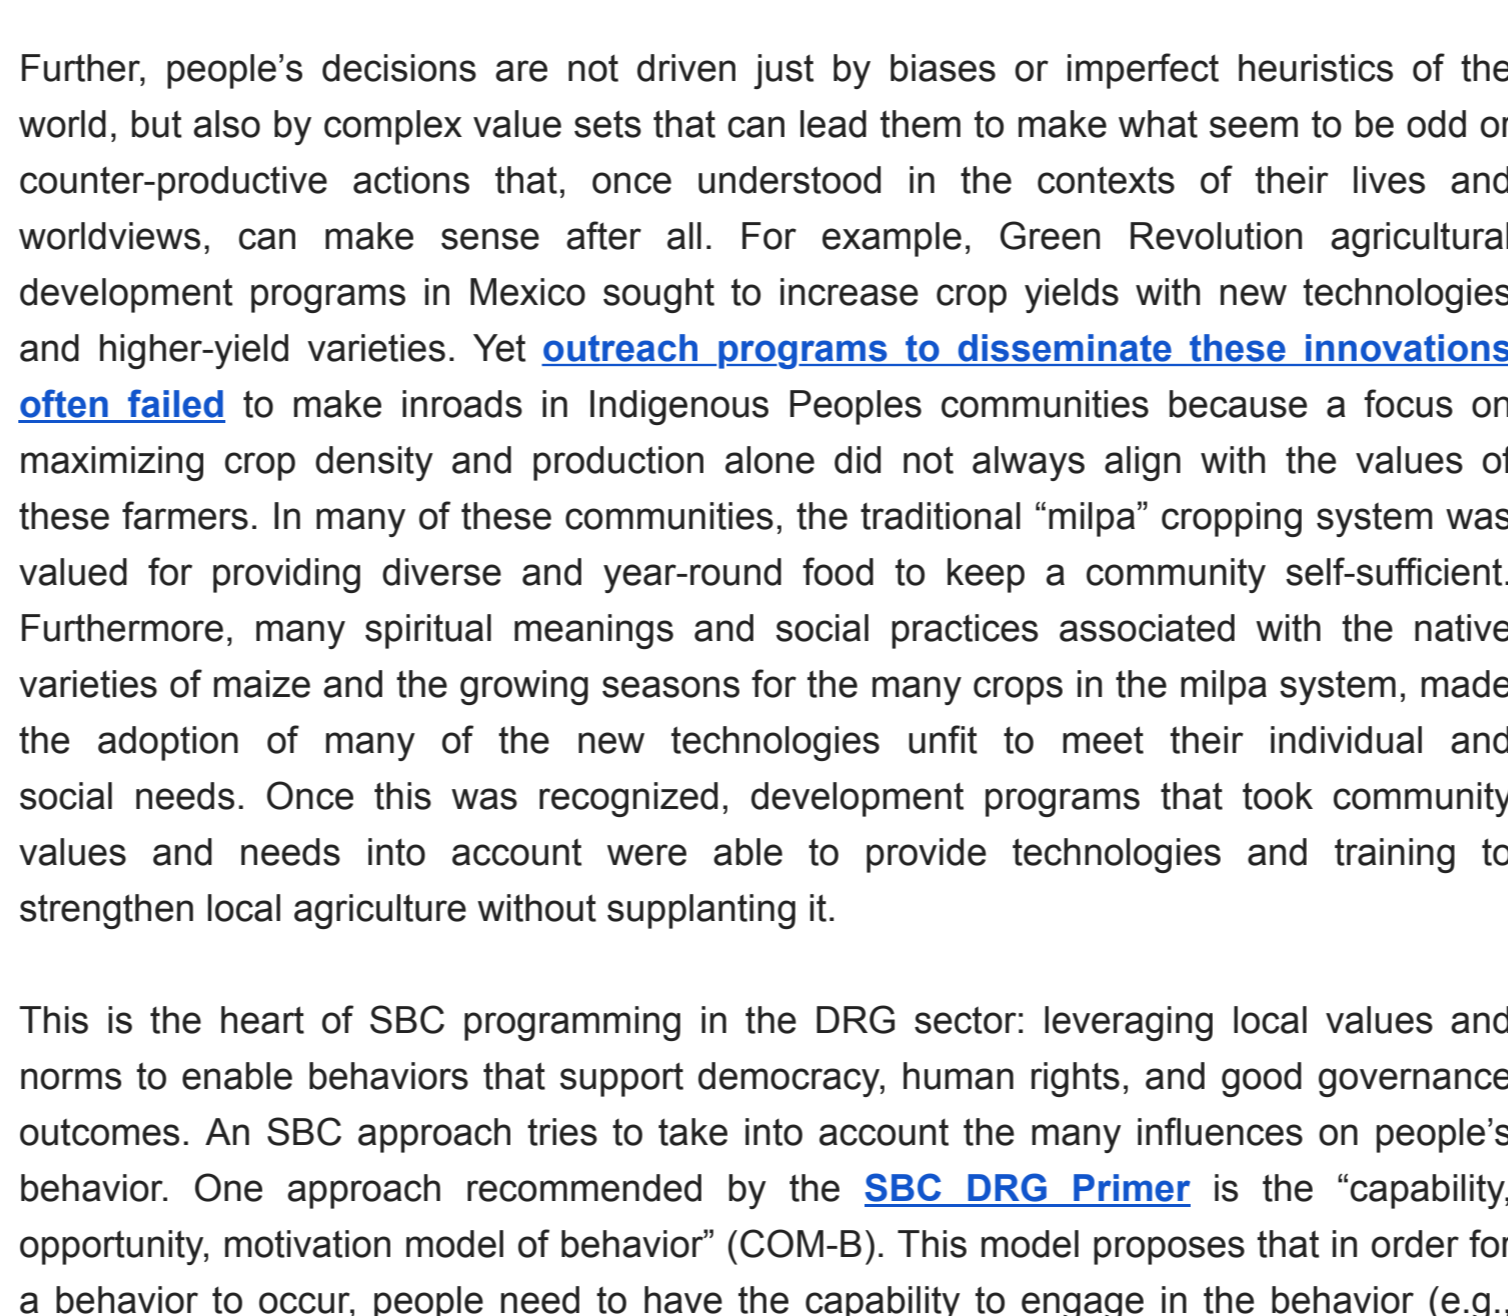 Further, people’s decisions are not driven just by biases or imperfect heuristics of the
world, but also by complex value sets that can lead them to make what seem to be odd or
counter-productive actions that, once understood in the contexts of their lives and
worldviews, can make sense after all. For example, Green Revolution agricultural
development programs in Mexico sought to increase crop yields with new technologies
and higher-yield varieties. Yet outreach programs to disseminate these innovations
often failed to make inroads in Indigenous Peoples communities because a focus on
maximizing crop density and production alone did not always align with the values of
these farmers. In many of these communities, the traditional “milpa” cropping system was
valued for providing diverse and year-round food to keep a community self-sufficient.
Furthermore, many spiritual meanings and social practices associated with the native
varieties of maize and the growing seasons for the many crops in the milpa system, made
the adoption of many of the new technologies unfit to meet their individual and
social needs. Once this was recognized, development programs that took community
values and needs into account were able to provide technologies and training to
strengthen local agriculture without supplanting it.
This is the heart of SBC programming in the DRG sector: leveraging local values and
norms to enable behaviors that support democracy, human rights, and good governance
outcomes. An SBC approach tries to take into account the many influences on people’s
behavior. One approach recommended by the SBC DRG Primer is the “capability,
opportunity, motivation model of behavior” (COM-B). This model proposes that in order for
a behavior to occur, people need to have the capability to engage in the behavior (e.g.,